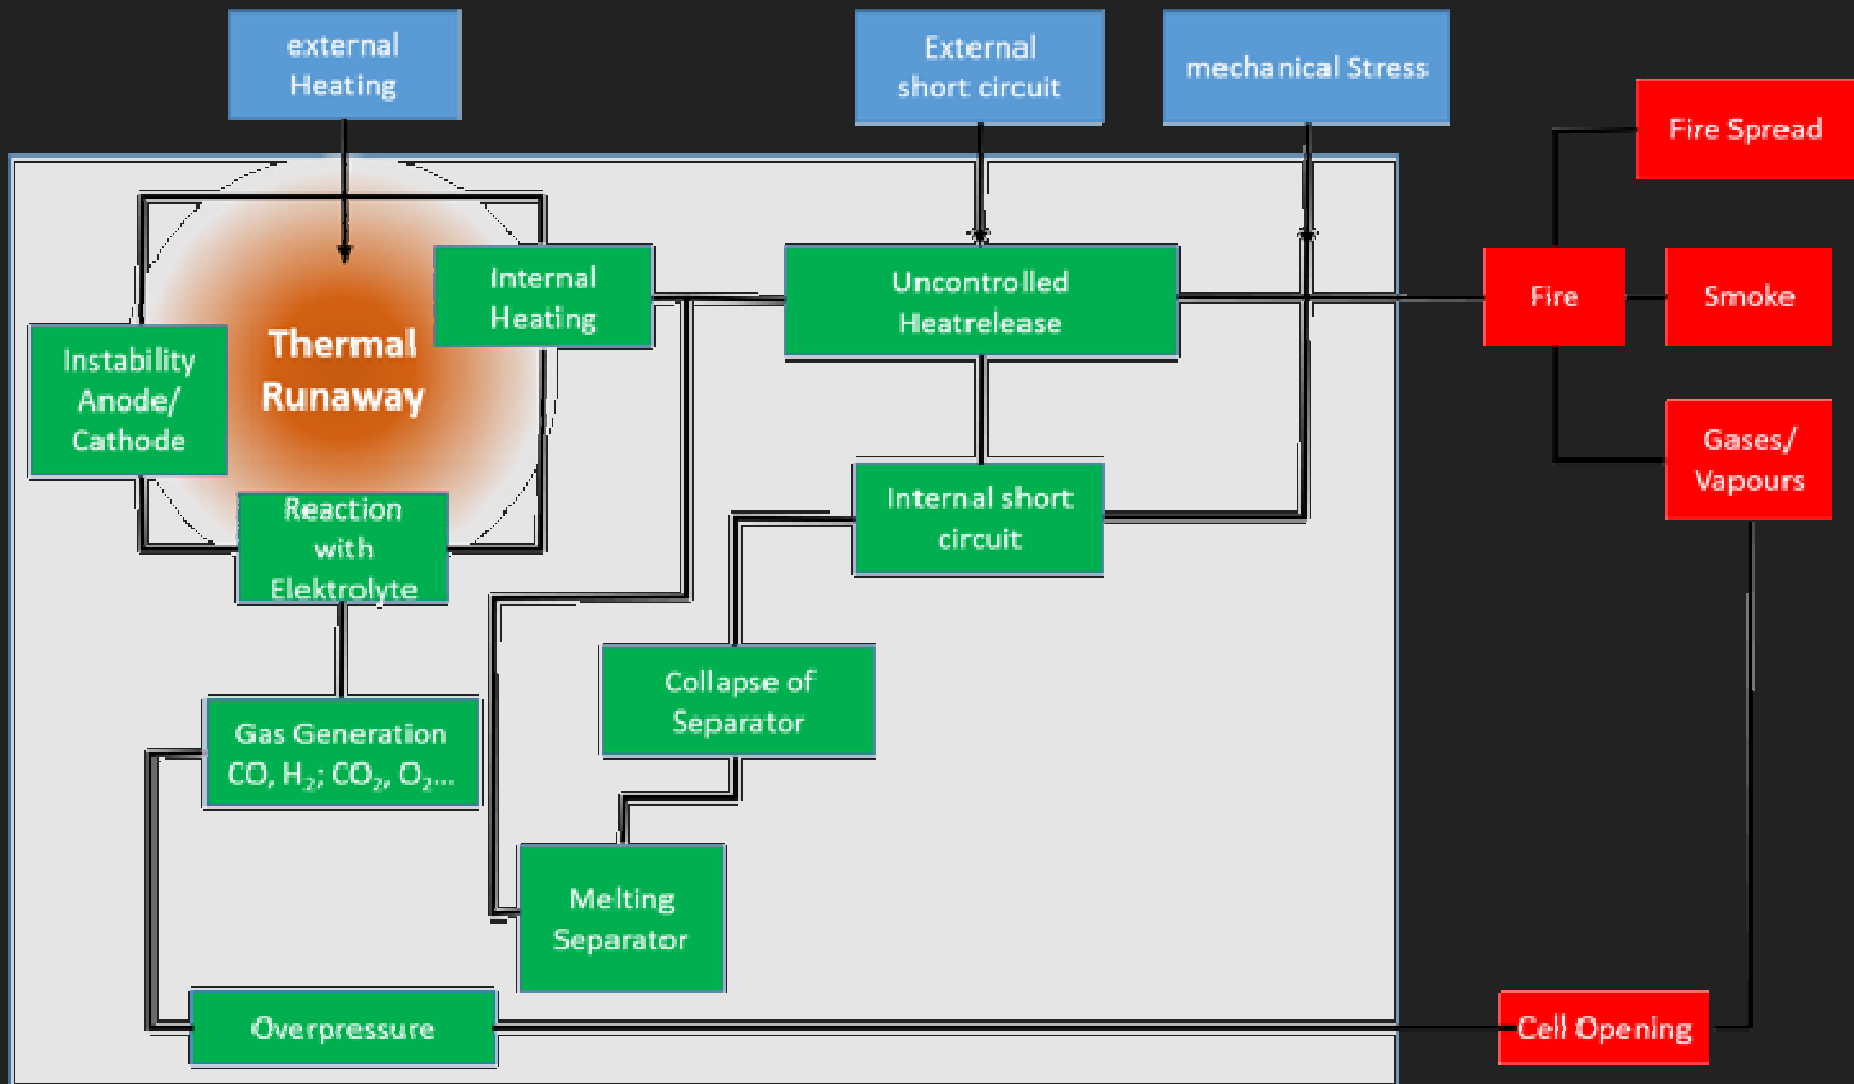 external
Heating
External
short circuit
mechanical Stress
Fire Spread
Internal
Heating
Uncontrolled
Heatrelease
Fire
Smoke
Thermal
Runaway
Instability
Anode/
Cathode
Gases/
Vapours
Reaction
with
Elektrolyte
Internal short
circuit
Collapse of
Separator
Gas Generation
CO, H₂; CO₂, O₂...
Melting
Separator
Overpressure
Cell Opening